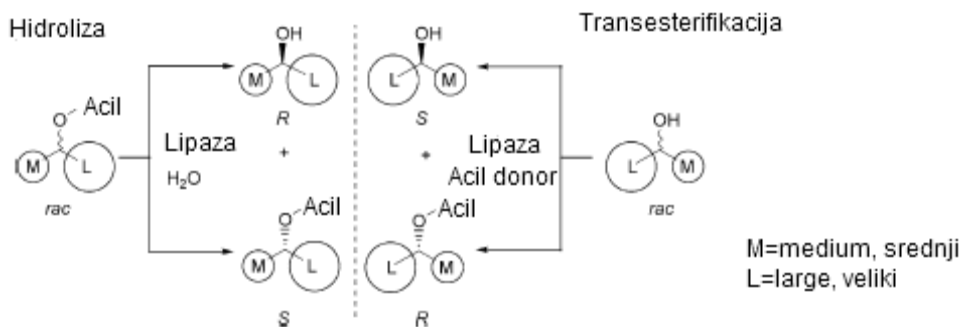 Hidroliza
Transesterifikacija
OH
M L
R
OH
L M
S
O Acil
M L
rac
Lipaza
H₂O
+
+
Lipaza
Acil donor
OH
L M
rac
O Acil
M L
S
O Acil
L M
R
M=medium, srednji
L=large, veliki